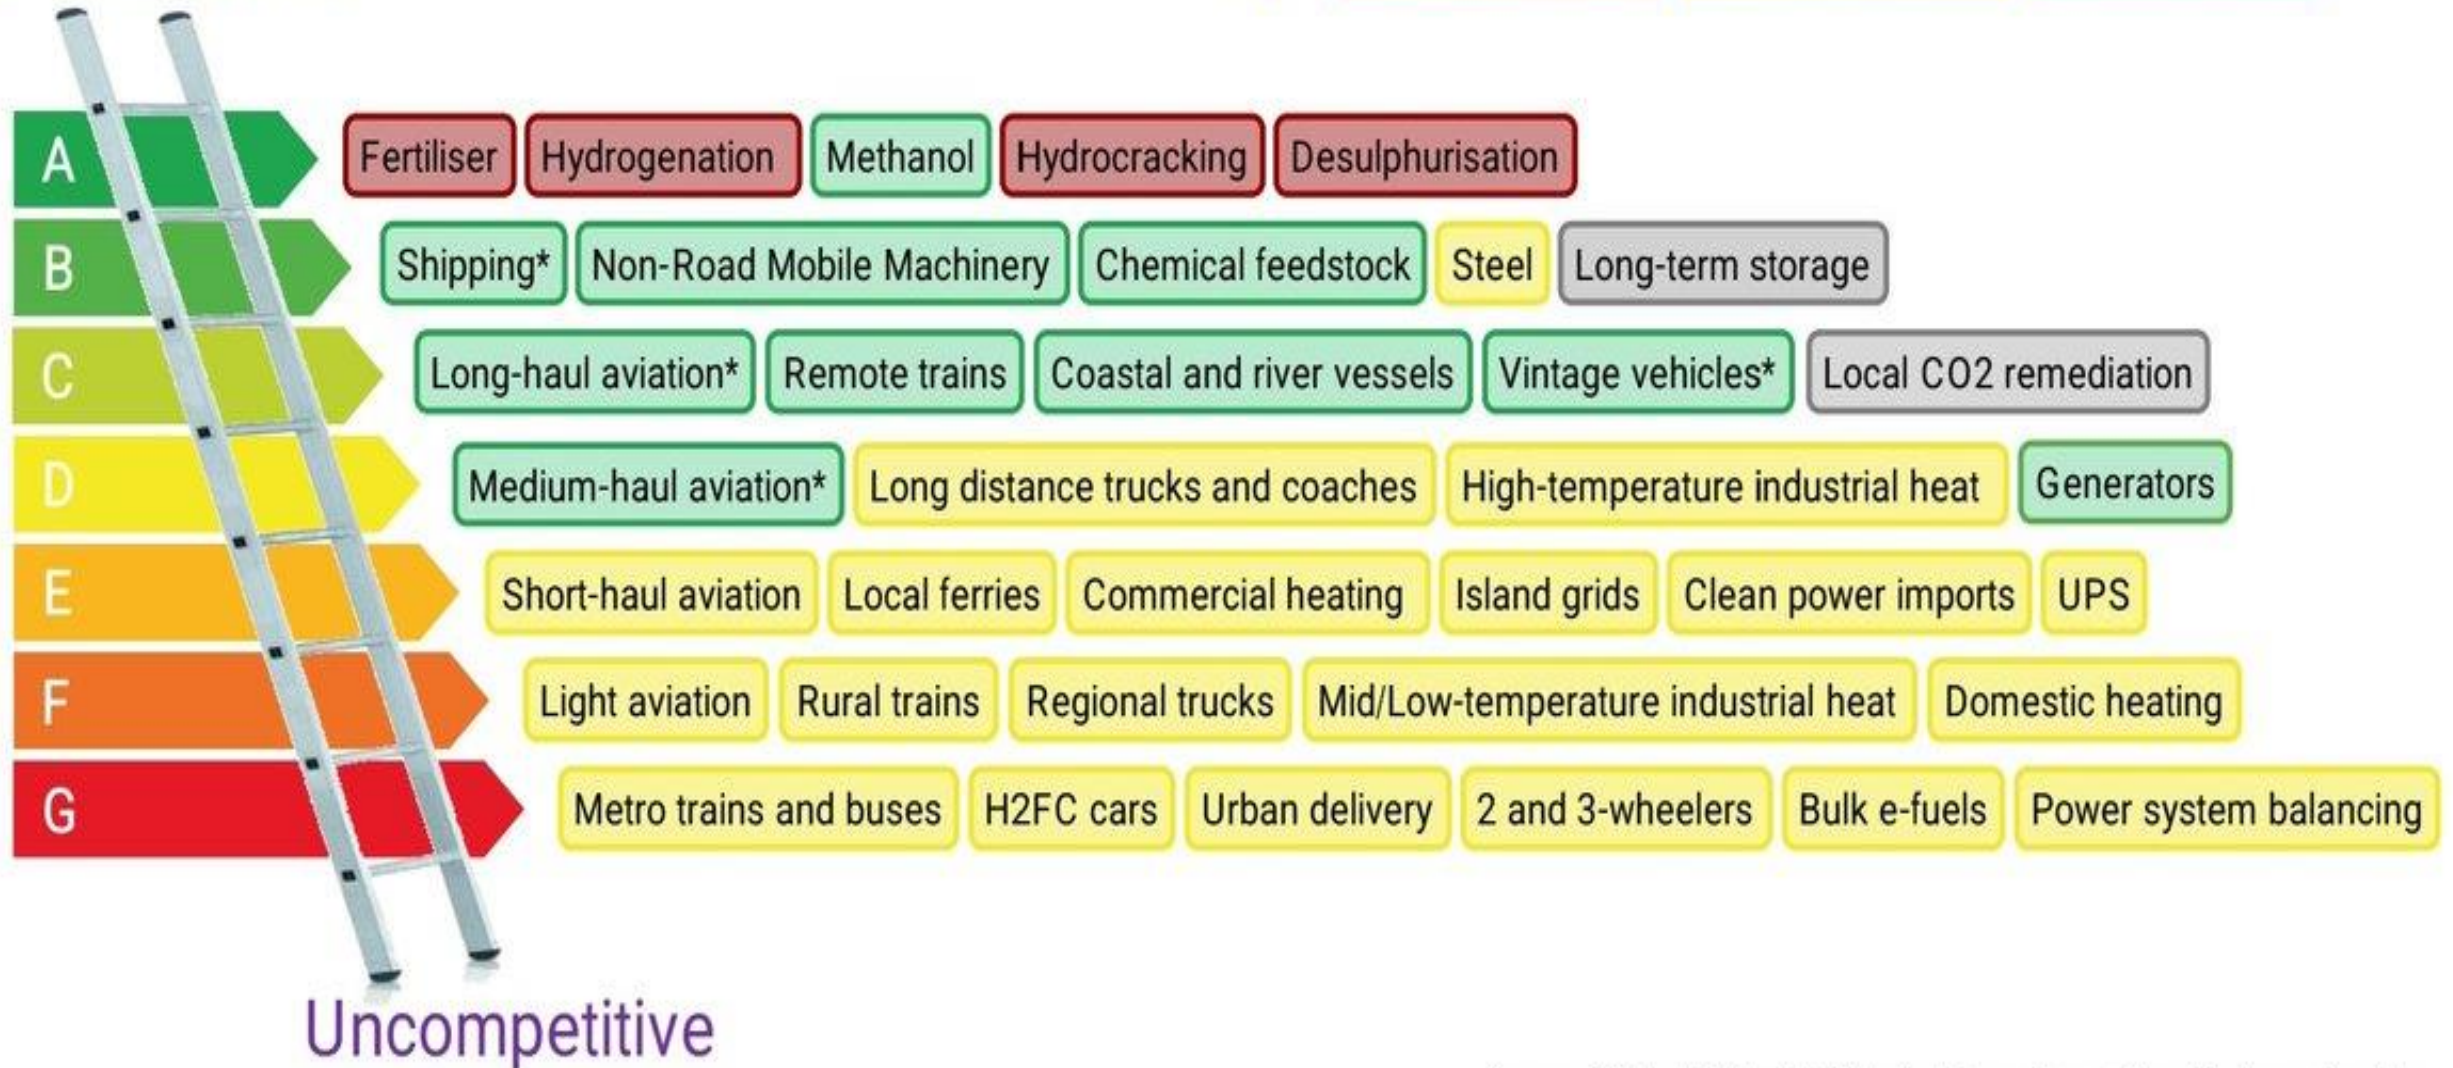 A Fertiliser Hydrogenation Methanol Hydrocracking Desulphurisation
B Shipping* Non-Road Mobile Machinery Chemical feedstock Steel Long-term storage
C Long-haul aviation* Remote trains Coastal and river vessels Vintage vehicles* Local CO2 remediation
D Medium-haul aviation* Long distance trucks and coaches High-temperature industrial heat Generators
E Short-haul aviation Local ferries Commercial heating Island grids Clean power imports UPS
F Light aviation Rural trains Regional trucks Mid/Low-temperature industrial heat Domestic heating
G Metro trains and buses H2FC cars Urban delivery 2 and 3-wheelers Bulk e-fuels Power system balancing
Uncompetitive